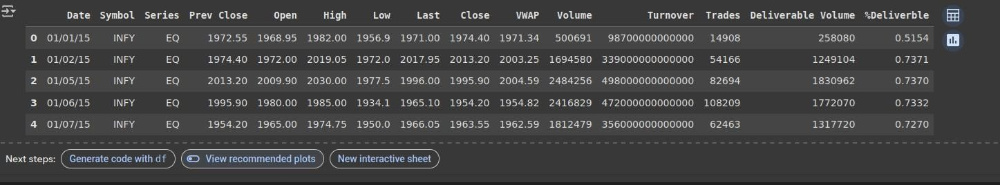 Date Symbol Series Prev Close Open High Low Last Close VWAP Volume Turnover Trades Deliverable Volume %Deliverble
0 01/01/15 INFY EQ 1972.55 1968.95 1982.00 1956.9 1971.00 1974.40 1971.34 500691 98700000000000 14908 258080 0.5154
1 01/02/15 INFY EQ 1974.40 1972.00 2019.05 1972.0 2017.95 2013.20 2003.25 1694580 339000000000000 54166 1249104 0.7371
2 01/05/15 INFY EQ 2013.20 2009.90 2030.00 1977.5 1996.00 1995.90 2004.59 2484256 498000000000000 82694 1830962 0.7370
3 01/06/15 INFY EQ 1995.90 1980.00 1985.00 1934.1 1965.10 1954.20 1954.82 2416829 472000000000000 108209 1772070 0.7332
4 01/07/15 INFY EQ 1954.20 1965.00 1974.75 1950.0 1966.05 1963.55 1962.59 1812479 356000000000000 62463 1317720 0.7270
Next steps: Generate code with df View recommended plots New interactive sheet